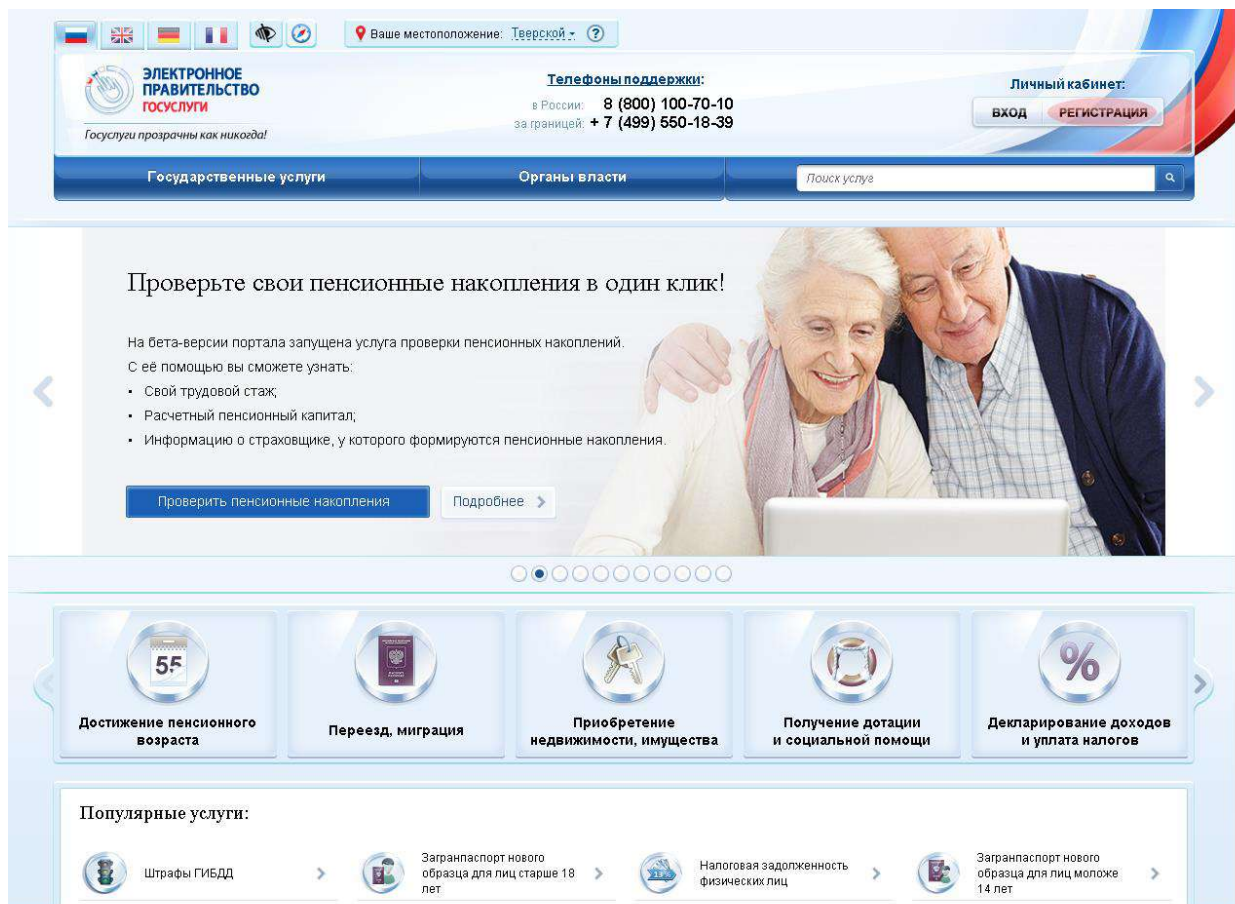 Ваше местоположение: Тверской ?
ЭЛЕКТРОННОЕ
ПРАВИТЕЛЬСТВО
ГОСУСЛУГИ
Госуслуги прозрачны как никогда!
Телефоны поддержки:
в России: 8 (800) 100-70-10
за границей: + 7 (499) 550-18-39
Личный кабинет:
ВХОД РЕГИСТРАЦИЯ
Государственные услуги
Органы власти
Поиск услуг
Проверьте свои пенсионные накопления в один клик!
На бета-версии портала запущена услуга проверки пенсионных накоплений.
С её помощью вы сможете узнать:
• Свой трудовой стаж;
• Расчетный пенсионный капитал;
• Информацию о страховщике, у которого формируются пенсионные накопления.
Проверить пенсионные накопления
Подробнее
55
Достижение пенсионного
возраста
Переезд, миграция
Приобретение
недвижимости, имущества
Получение дотации
и социальной помощи
%
Декларирование доходов
и уплата налогов
Популярные услуги:
Штрафы ГИБДД
Загранпаспорт нового
образца для лиц старше 18
лет
Налоговая задолженность
физических лиц
Загранпаспорт нового
образца для лиц моложе
14 лет